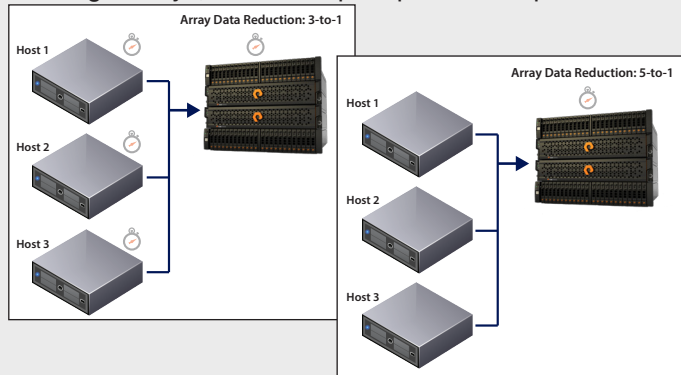 Array Data Reduction: 3-to-1
Host 1
Host 2
Host 3
Array Data Reduction: 5-to-1
Host 1
Host 2
Host 3